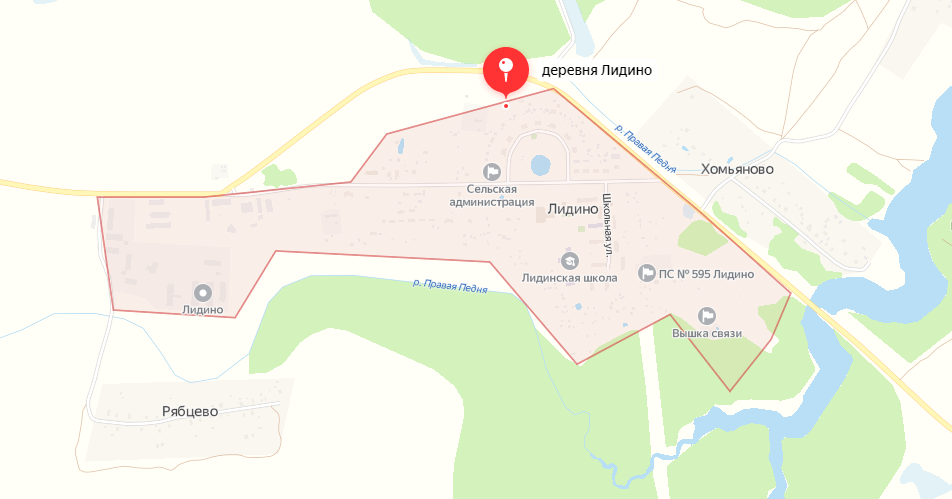 деревня Лидино
р. Правая Педня
Хомьяново
Сельская
администрация
Лидино
Школьная ул.
Лидинская школа
ПС № 595 Лидино
р. Правая Педня
Лидино
Вышка связи
Рябцево